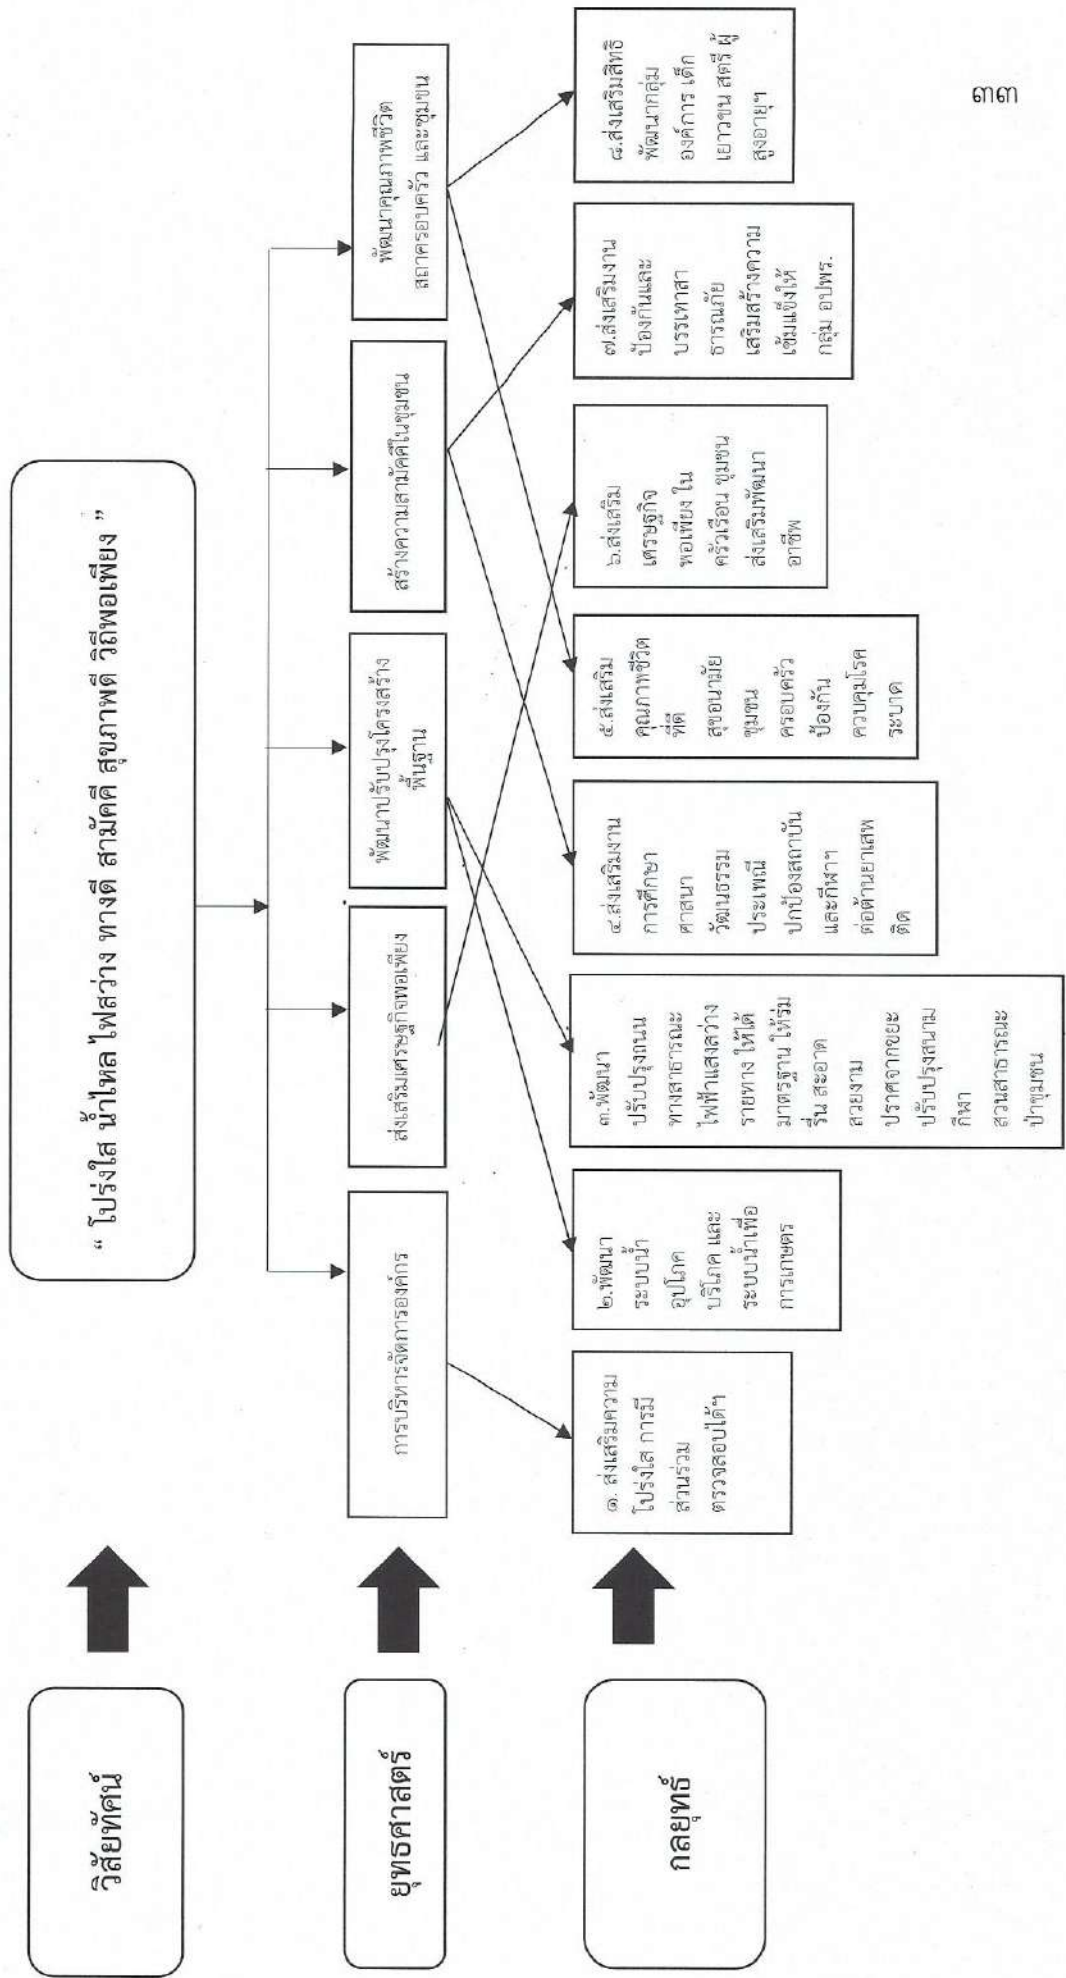 ๓๓
วิสัยทัศน์
“ โปร่งใส น้ำไหล ไฟสว่าง ทางดี สามัคคี สุขภาพดี วิถีพอเพียง ”
ยุทธศาสตร์
การบริหารจัดการองค์กร
ส่งเสริมเศรษฐกิจพอเพียง
พัฒนาปรับปรุงโครงสร้าง
พื้นฐาน
สร้างความสามัคคีในชุมชน
พัฒนาคุณภาพชีวิต
สถาครอบครัว และชุมชน
กลยุทธ์
๑. ส่งเสริมความ
โปร่งใส การมี
ส่วนร่วม
ตรวจสอบได้ฯ
๒.พัฒนา
ระบบน้ำ
อุปโภค
บริโภค และ
ระบบน้ำเพื่อ
การเกษตร
๓.พัฒนา
ปรับปรุงถนน
ทางสาธารณะ
ไฟฟ้าแสงสว่าง
รายทาง ให้ได้
มาตรฐาน ให้ร่ม
รื่น สะอาด
สวยงาม
ปราศจากขยะ
ปรับปรุงสนาม
กีฬา
สวนสาธารณะ
ป่าชุมชน
๔.ส่งเสริมงาน
การศึกษา
ศาสนา
วัฒนธรรม
ประเพณี
ปกป้องสถาบัน
และกีฬาฯ
ต่อต้านยาเสพ
ติด
๕.ส่งเสริม
คุณภาพชีวิต
ที่ดี
สุขอนามัย
ชุมชน
ครอบครัว
ป้องกัน
ควบคุมโรค
ระบาด
๖.ส่งเสริม
เศรษฐกิจ
พอเพียง ใน
ครัวเรือน ชุมชน
ส่งเสริมพัฒนา
อาชีพ
๗.ส่งเสริมงาน
ป้องกันและ
บรรเทาสา
ธารณภัย
เสริมสร้างความ
เข้มแข็งให้
กลุ่ม อปพร.
๘.ส่งเสริมสิทธิ
พัฒนากลุ่ม
องค์การ เด็ก
เยาวชน สตรี ผู้
สูงอายุฯ